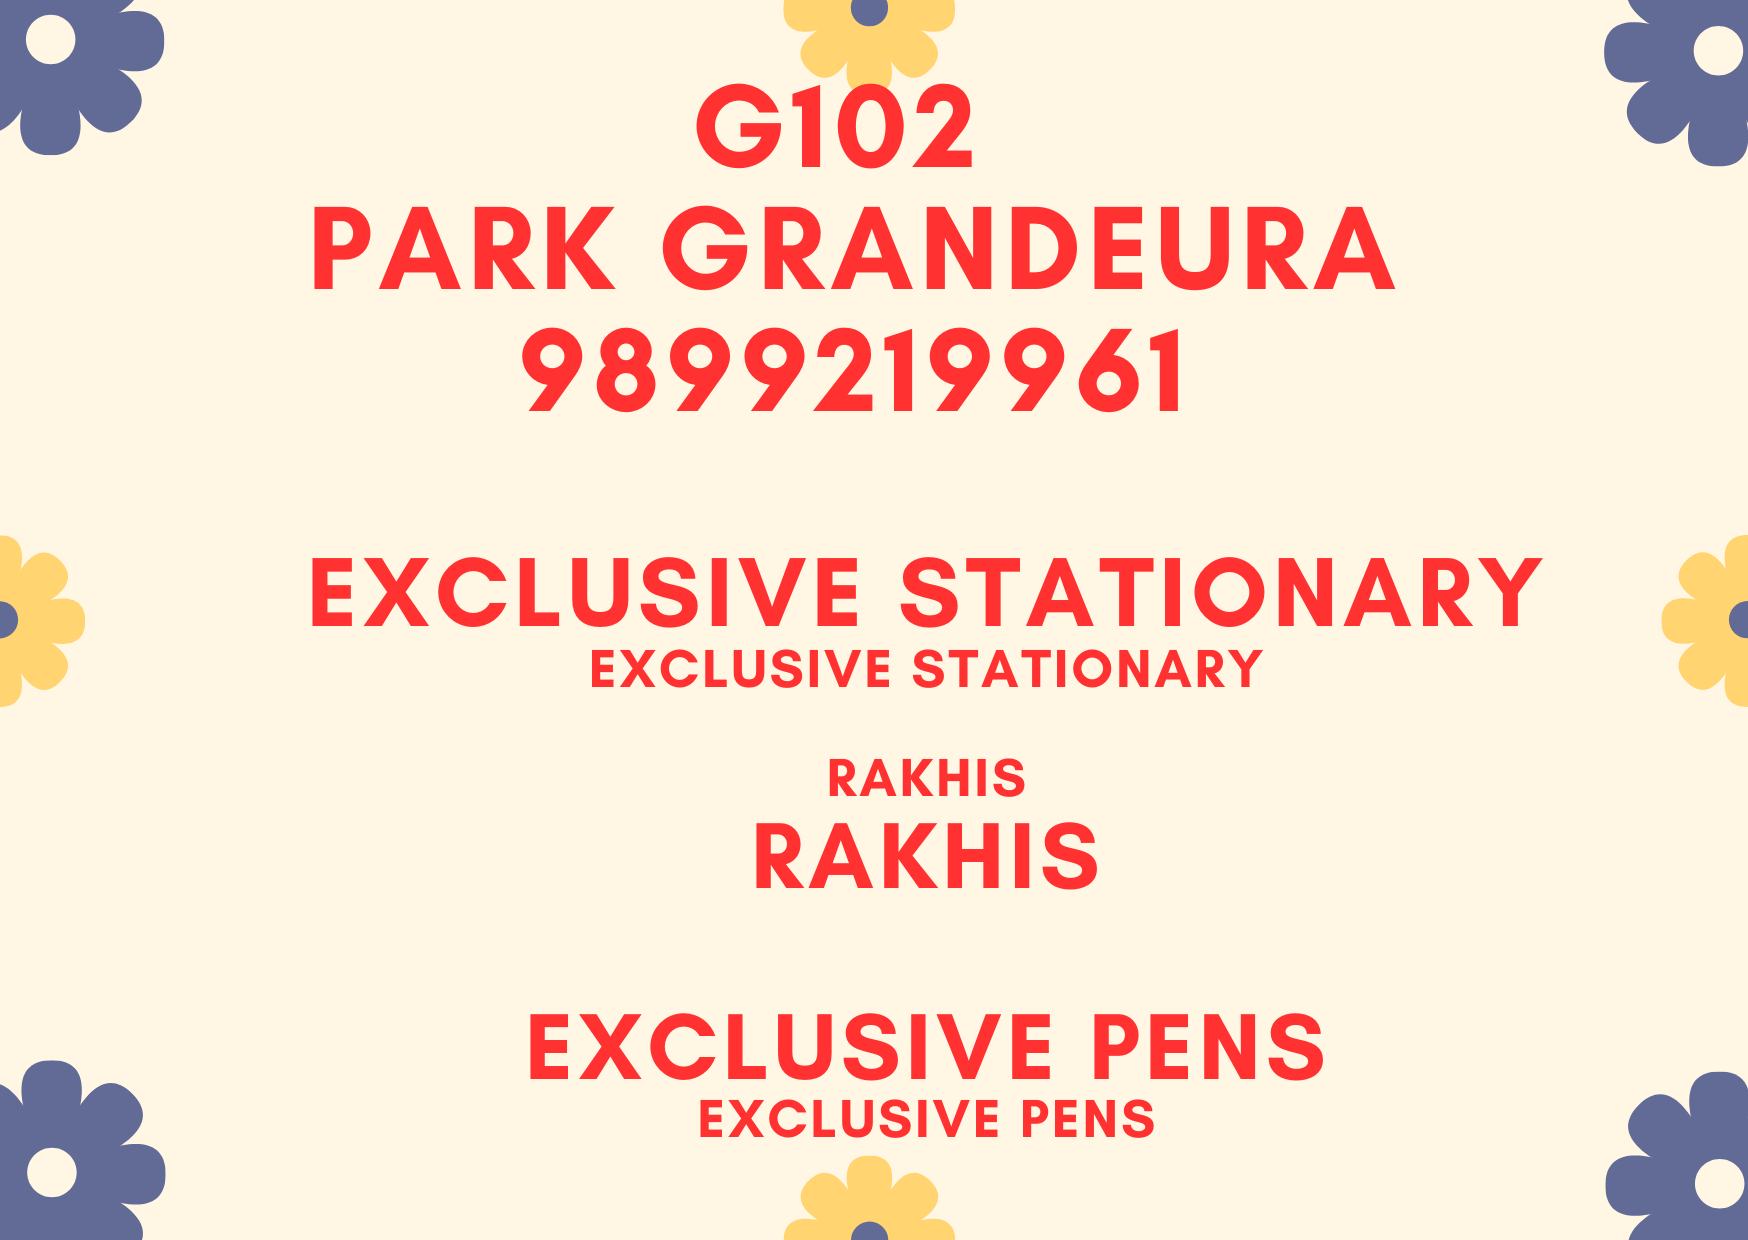 G102
PARK GRANDEURA
9899219961
EXCLUSIVE STATIONARY
EXCLUSIVE STATIONARY
RAKHIS
RAKHIS
EXCLUSIVE PENS
EXCLUSIVE PENS